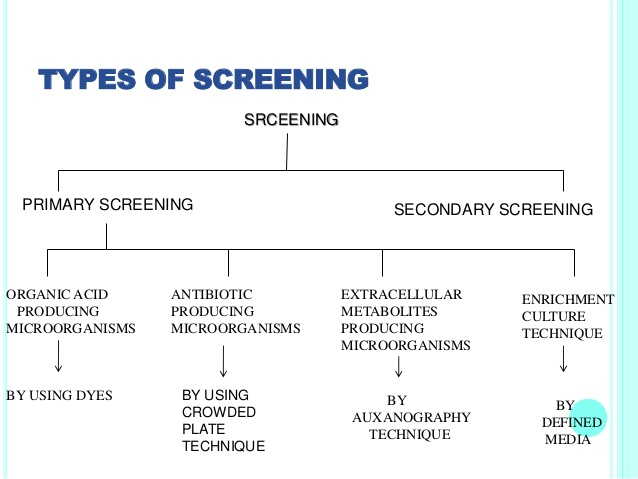 TYPES OF SCREENING
SRCEENING
PRIMARY SCREENING
SECONDARY SCREENING
ORGANIC ACID
PRODUCING
MICROORGANISMS
ANTIBIOTIC
PRODUCING
MICROORGANISMS
EXTRACELLULAR
METABOLITES
PRODUCING
MICROORGANISMS
ENRICHMENT
CULTURE
TECHNIQUE
BY USING DYES
BY USING
CROWDED
PLATE
TECHNIQUE
BY
AUXANOGRAPHY
TECHNIQUE
BY
DEFINED
MEDIA